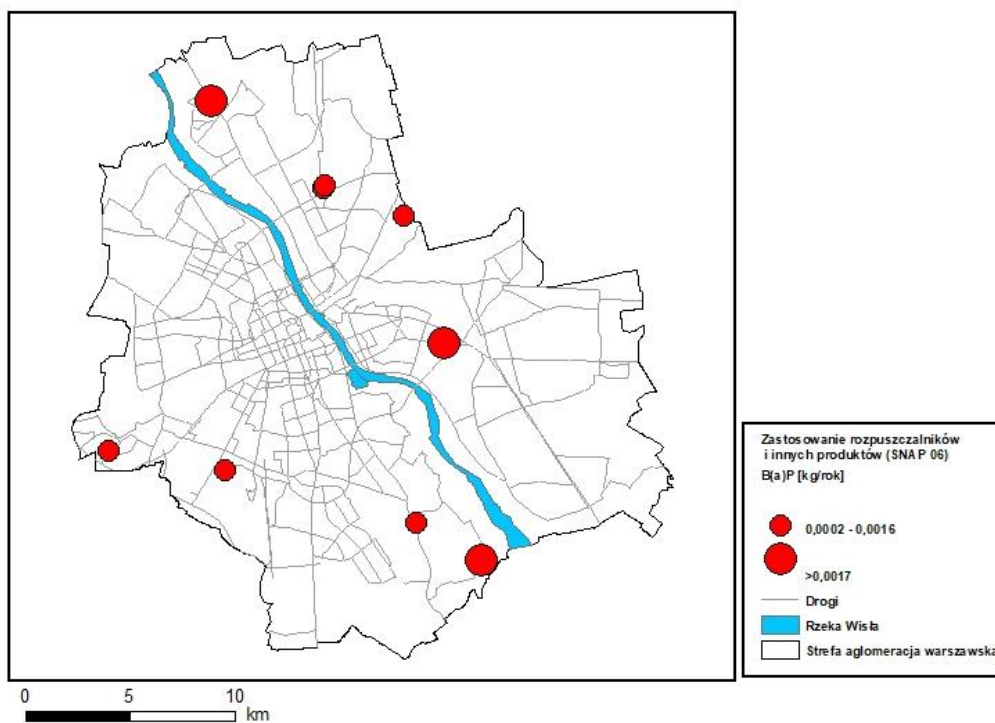 Zastosowanie rozpuszczalników
i innych produktów (SNAP 06)
B(a)P [kg/rok]
0,0002 - 0,0016
>0,0017
Drogi
Rzeka Wisła
Strefa aglomeracja warszawska
0 5 10
km